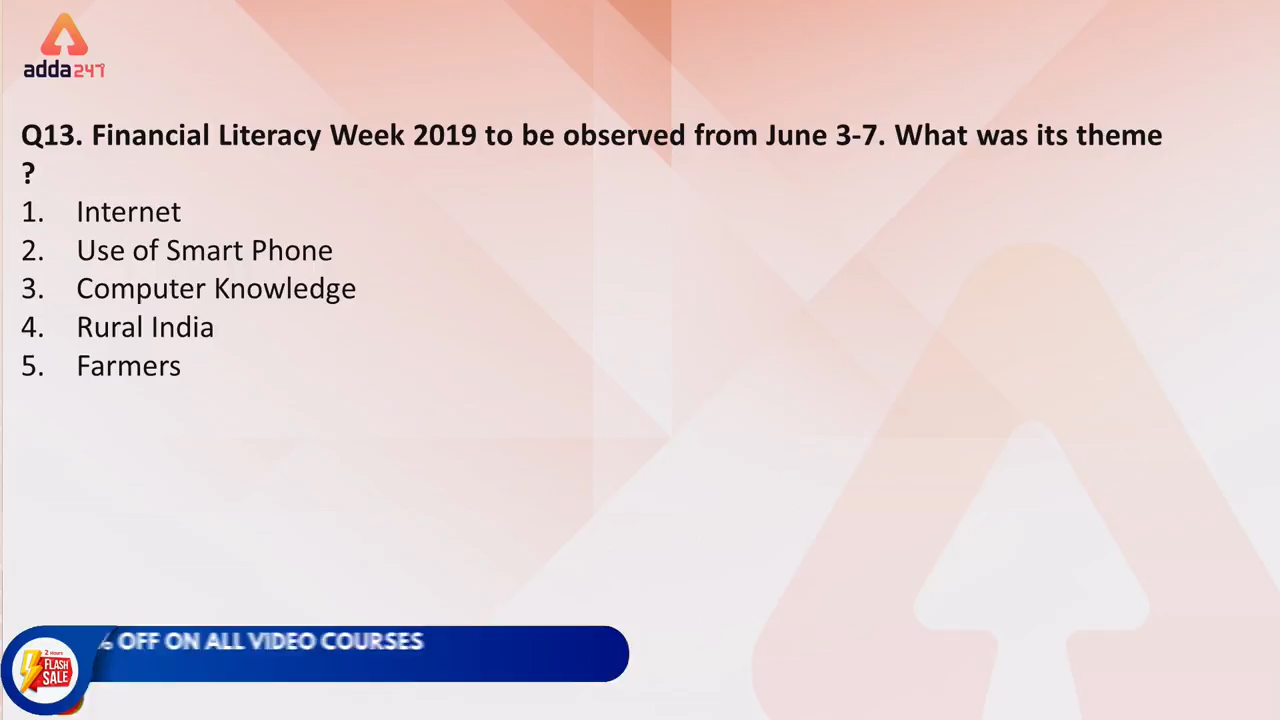 adda247
Q13. Financial Literacy Week 2019 to be observed from June 3-7. What was its theme
?
1. Internet
2. Use of Smart Phone
3. Computer Knowledge
4. Rural India
5. Farmers
% OFF ON ALL VIDEO COURSES
2 Hours
FLASH
SALE